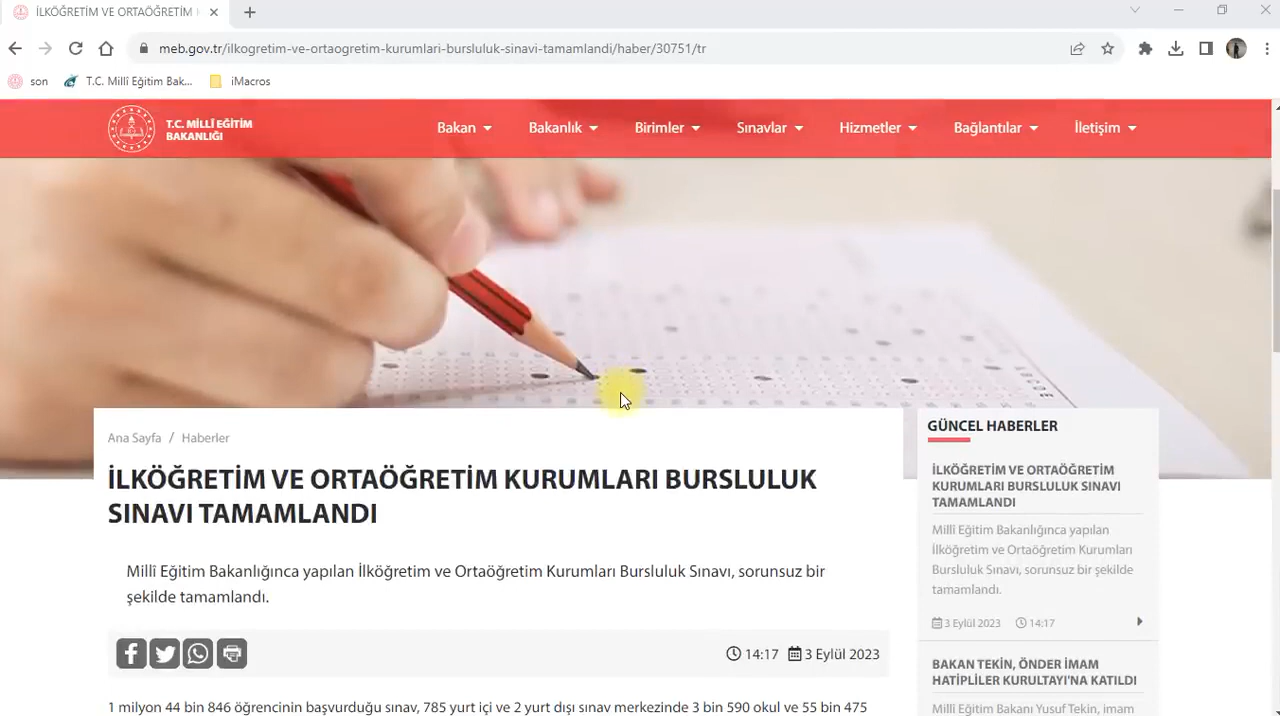 İLKÖĞRETİM VE ORTAÖĞRETİM
meb.gov.tr/ilkogretim-ve-ortaogretim-kurumlari-bursluluk-sinavi-tamamlandi/haber/30751/tr
son
T.C. Millî Eğitim Bak...
iMacros
T.C. MİLLÎ EĞİTİM
BAKANLIĞI
Bakan
Bakanlık
Birimler
Sınavlar
Hizmetler
Bağlantılar
İletişim
Ana Sayfa / Haberler
İLKÖĞRETİM VE ORTAÖĞRETİM KURUMLARI BURSLULUK
SINAVI TAMAMLANDI
Millî Eğitim Bakanlığınca yapılan İlköğretim ve Ortaöğretim Kurumları Bursluluk Sınavı, sorunsuz bir
şekilde tamamlandı.
14:17 3 Eylül 2023
1 milyon 44 bin 846 öğrencinin başvurduğu sınav, 785 yurt içi ve 2 yurt dışı sınav merkezinde 3 bin 590 okul ve 55 bin 475
GÜNCEL HABERLER
İLKÖĞRETİM VE ORTAÖĞRETİM
KURUMLARI BURSLULUK SINAVI
TAMAMLANDI
Millî Eğitim Bakanlığınca yapılan
İlköğretim ve Ortaöğretim Kurumları
Bursluluk Sınavı, sorunsuz bir şekilde
tamamlandı.
3 Eylül 2023 14:17
BAKAN TEKİN, ÖNDER İMAM
HATİPLİLER KURULTAYI'NA KATILDI
Millî Eğitim Bakanı Yusuf Tekin, imam